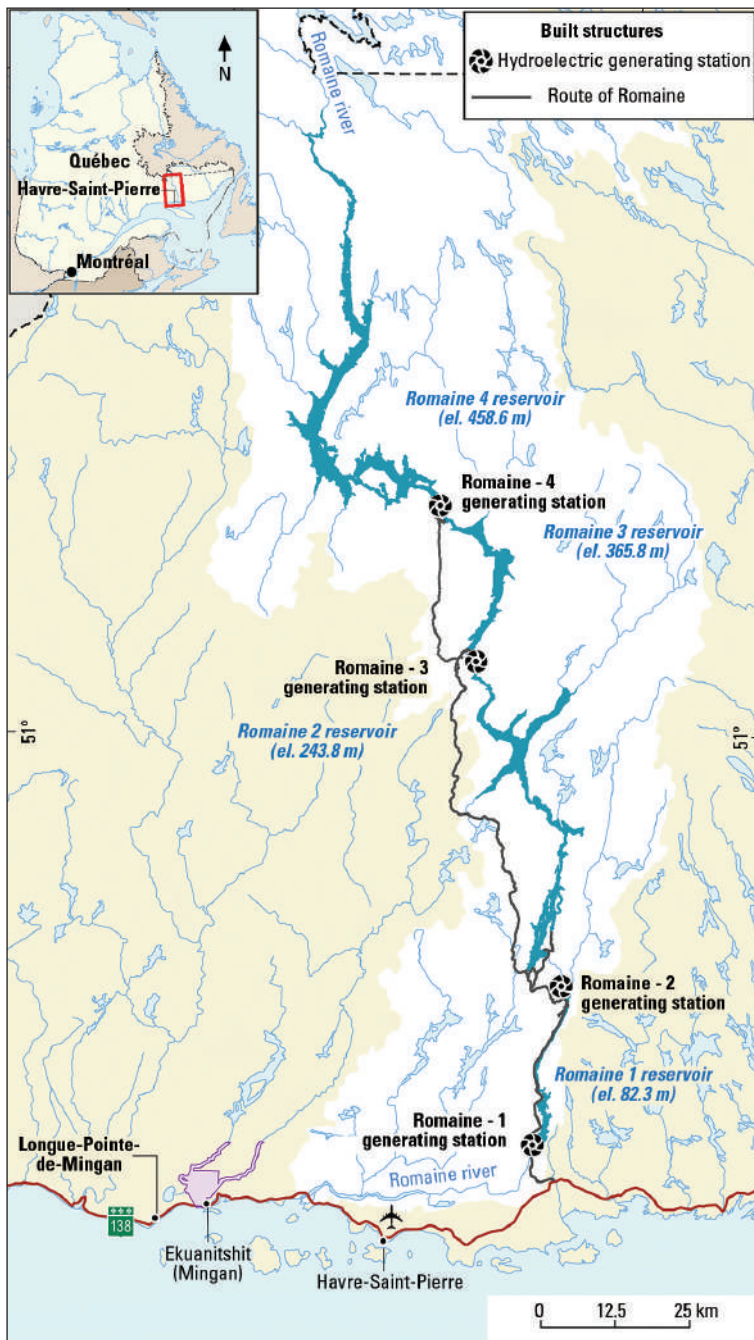 Built structures
Hydroelectric generating station
Route of Romaine
N
Québec
Havre-Saint-Pierre
Montréal
Romaine river
Romaine 4 reservoir
(el. 458.6 m)
Romaine - 4
generating station
Romaine 3 reservoir
(el. 365.8 m)
Romaine - 3
generating station
Romaine 2 reservoir
(el. 243.8 m)
51°
51°
Romaine - 2
generating station
Romaine 1 reservoir
(el. 82.3 m)
Romaine - 1
generating station
Longue-Pointe-
de-Mingan
Romaine river
138
Ekuanitshit
(Mingan)
Havre-Saint-Pierre
0 12.5 25 km